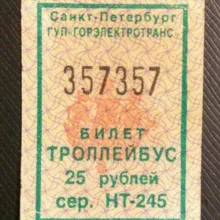 Санкт-Петербург
ГУП ГОРЭЛЕКТРОТРАНС
357357
БИЛЕТ
ТРОЛЛЕЙБУС
25 рублей
сер. НТ-245